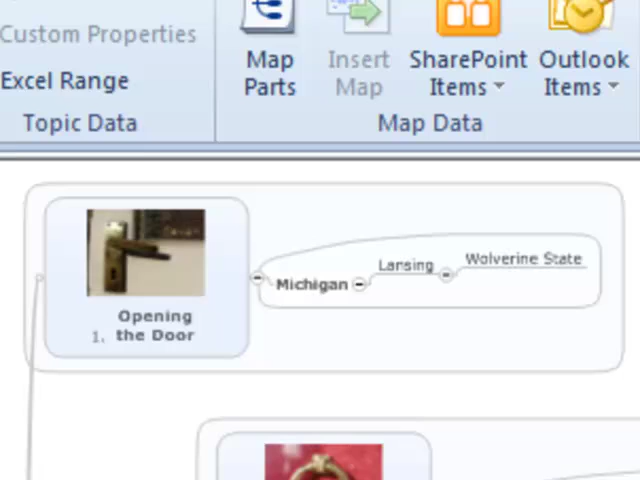 Custom Properties
Excel Range
Topic Data
Map Parts
Insert Map
SharePoint Items
Outlook Items
Map Data
Michigan
Lansing
Wolverine State
Opening
1. the Door